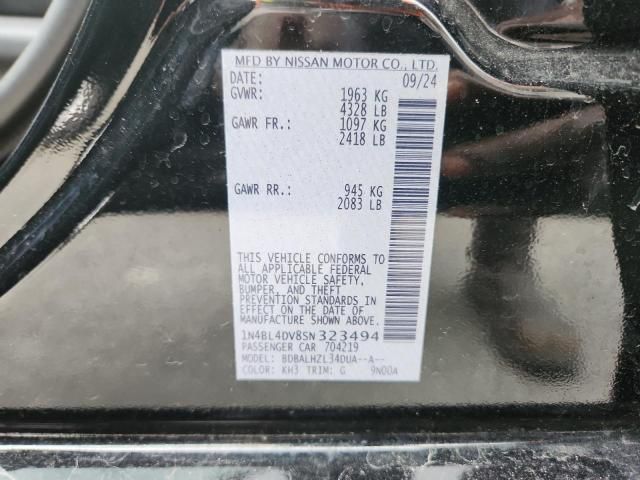 MFD BY NISSAN MOTOR CO., LTD.
DATE: 09/24
GVWR: 1963 KG
4328 LB
GAWR FR.: 1097 KG
2418 LB
GAWR RR.: 945 KG
2083 LB
THIS VEHICLE CONFORMS TO
ALL APPLICABLE FEDERAL
MOTOR VEHICLE SAFETY,
BUMPER, AND THEFT
PREVENTION STANDARDS IN
EFFECT ON THE DATE OF
MANUFACTURE SHOWN ABOVE.
1N4BL4DV8SN323494
PASSENGER CAR 704219
MODEL: BDBALHZL34DUA--A--
COLOR: KH3 TRIM: G 9N00A